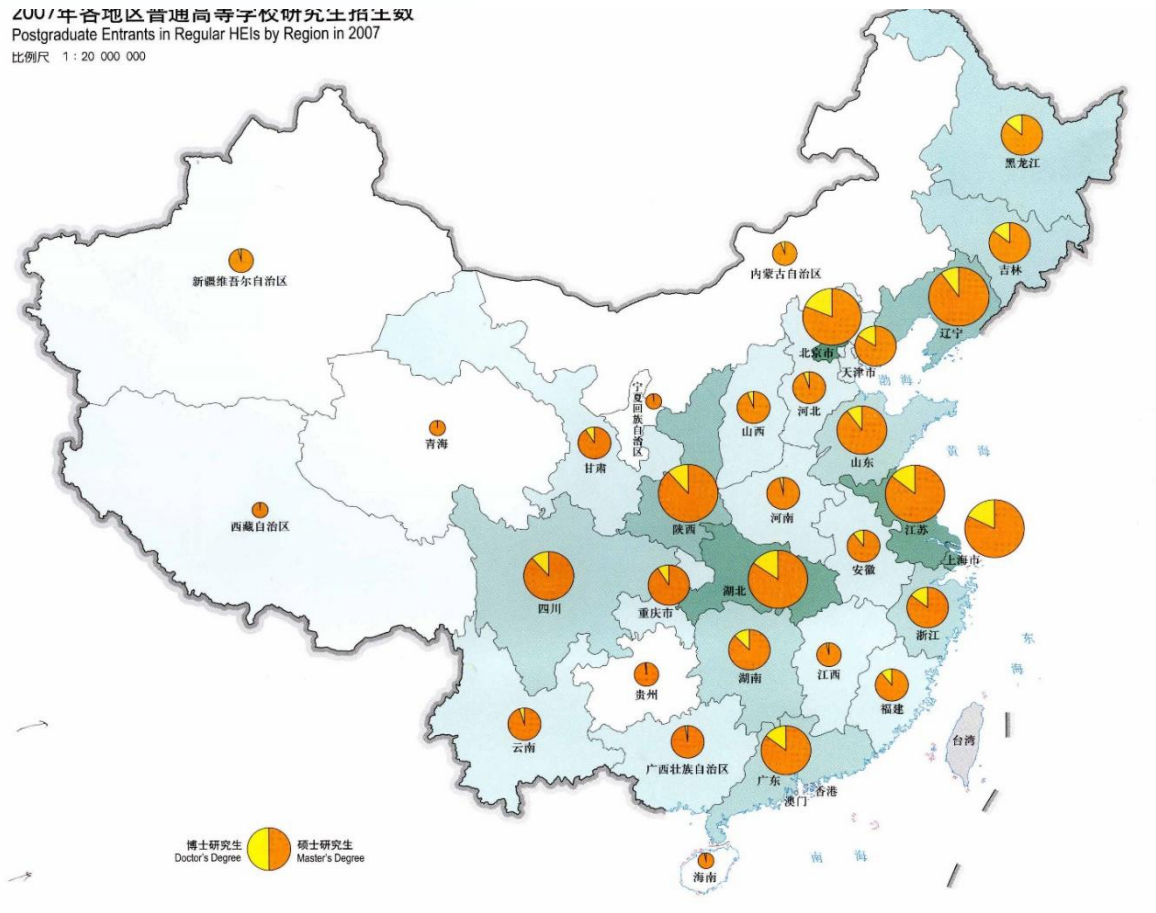 2007年各地区普通高等学校研究生招生数
Postgraduate Entrants in Regular HEIs by Region in 2007
比例尺 1：20 000 000
黑龙江
吉林
新疆维吾尔自治区
内蒙古自治区
辽宁
北京市
天津市
渤海
宁夏回族自治区
河北
山西
青海
甘肃
山东
黄海
西藏自治区
陕西
河南
江苏
上海市
安徽
四川
重庆市
湖北
浙江
东海
湖南
江西
贵州
福建
云南
广西壮族自治区
广东
台湾
香港
澳门
博士研究生
Doctor's Degree
硕士研究生
Master's Degree
南海
海南